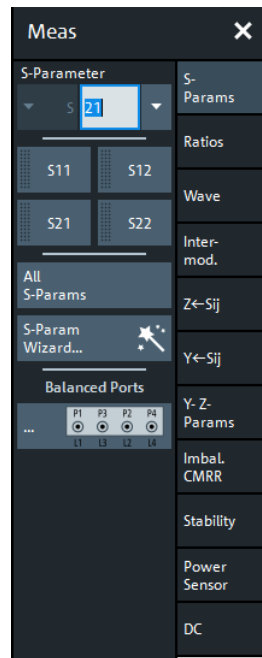 Meas
S-Parameter
S 21
S11 S12
S21 S22
All
S-Params
S-Param
Wizard...
Balanced Ports
... P1 P3 P2 P4
L1 L3 L2 L4
S-
Params
Ratios
Wave
Inter-
mod.
Z←Sij
Y←Sij
Y- Z-
Params
Imbal.
CMRR
Stability
Power
Sensor
DC